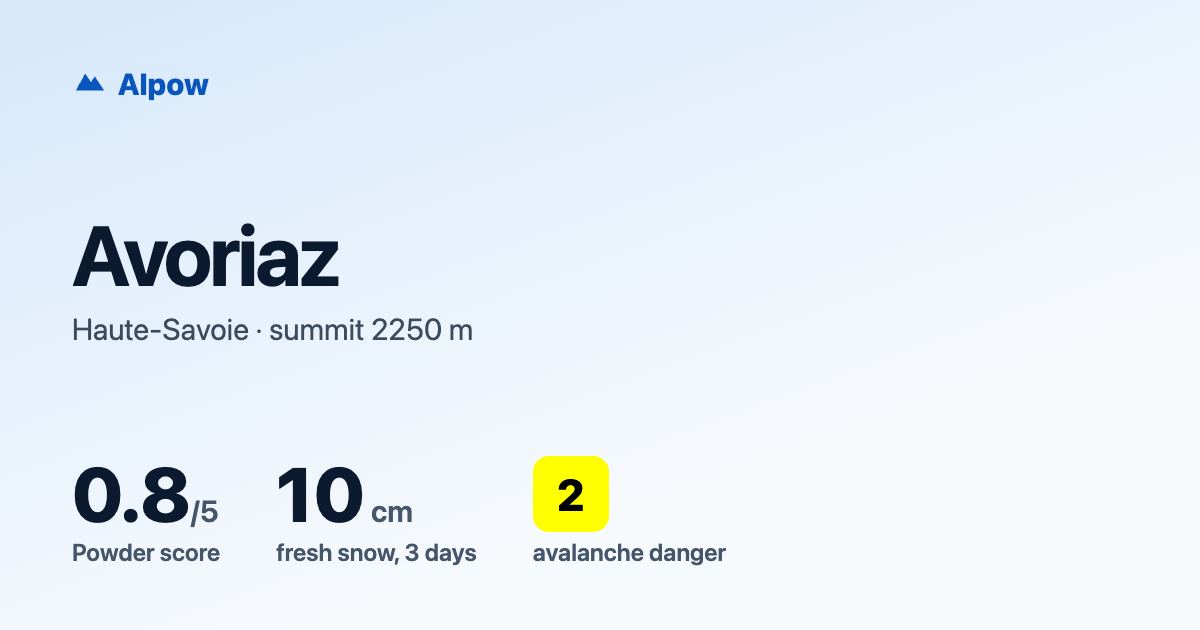 Alpow
Avoriaz
Haute-Savoie · summit 2250 m
0.8/5 10 cm 2
Powder score fresh snow, 3 days avalanche danger